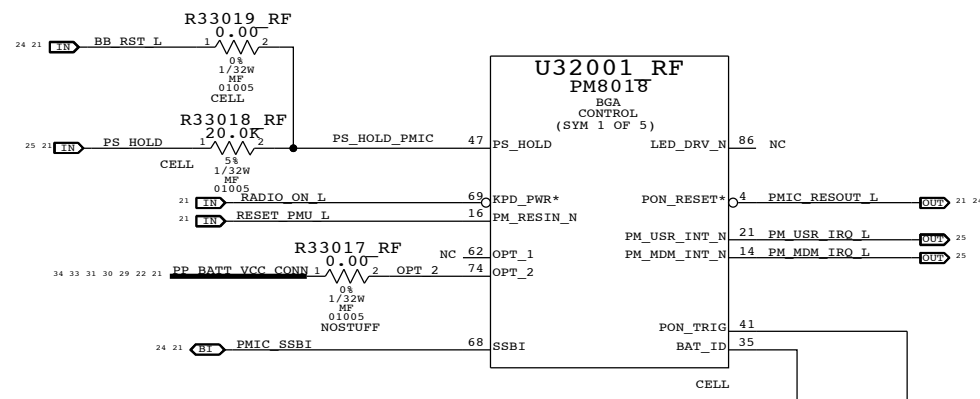 R33019_RF
0.00
24 21 IN BB_RST_L 1 2
0%
1/32W
MF
01005
CELL
U32001_RF
PM8018
BGA
CONTROL
(SYM 1 OF 5)
R33018_RF
20.0K
25 21 IN PS_HOLD 1 2
5%
1/32W
MF
01005
CELL
PS_HOLD_PMIC 47 PS_HOLD
LED_DRV_N 86 NC
21 IN RADIO_ON_L 69 KPD_PWR*
PON_RESET* 4 PMIC_RESOUT_L OUT 21 24
21 IN RESET_PMU_L 16 PM_RESIN_N
PM_USR_INT_N 21 PM_USR_IRQ_L OUT 25
R33017_RF
0.00
NC 62 OPT_1
PM_MDM_INT_N 14 PM_MDM_IRQ_L OUT 25
34 33 31 30 29 22 21 PP_BATT_VCC_CONN 1 2 OPT_2 74 OPT_2
0%
1/32W
MF
01005
NOSTUFF
PON_TRIG 41
24 21 BI PMIC_SSBI 68 SSBI
BAT_ID 35
CELL